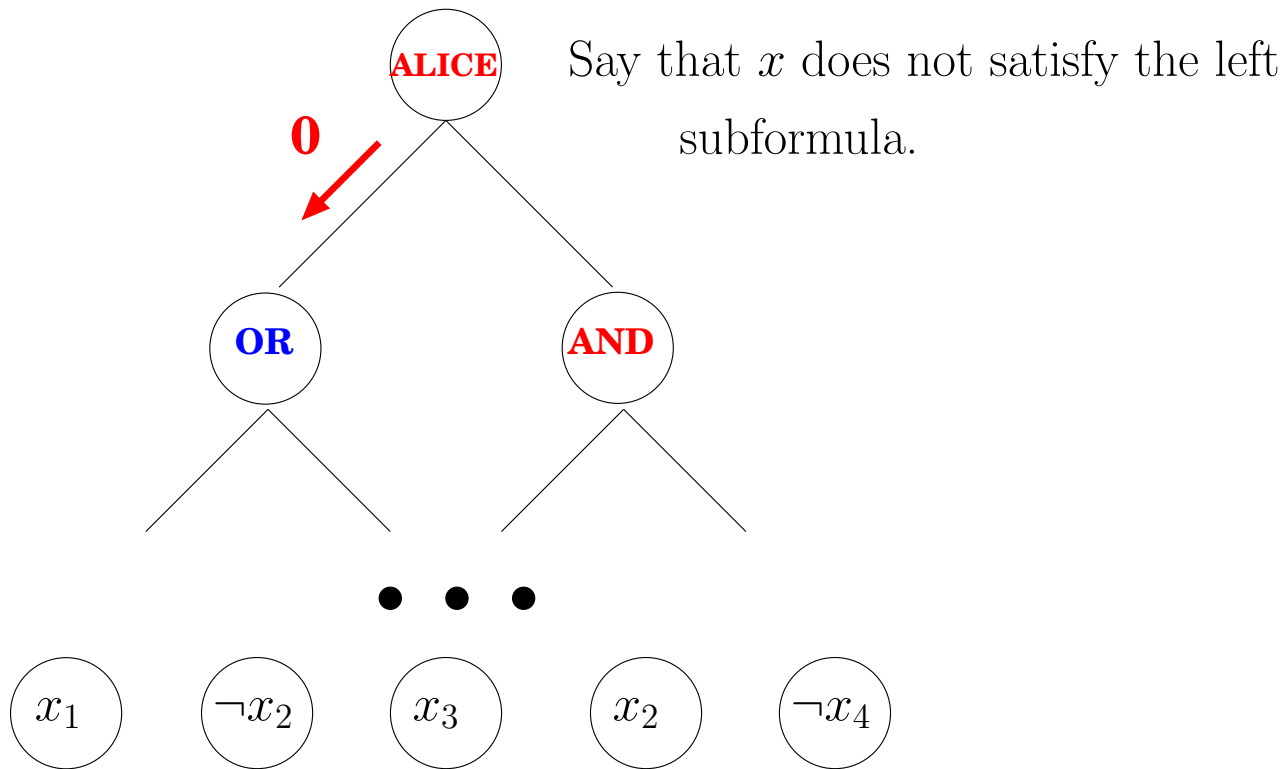 ALICE
Say that x does not satisfy the left
subformula.
0
OR
AND
x₁
¬x₂
x₃
x₂
¬x₄